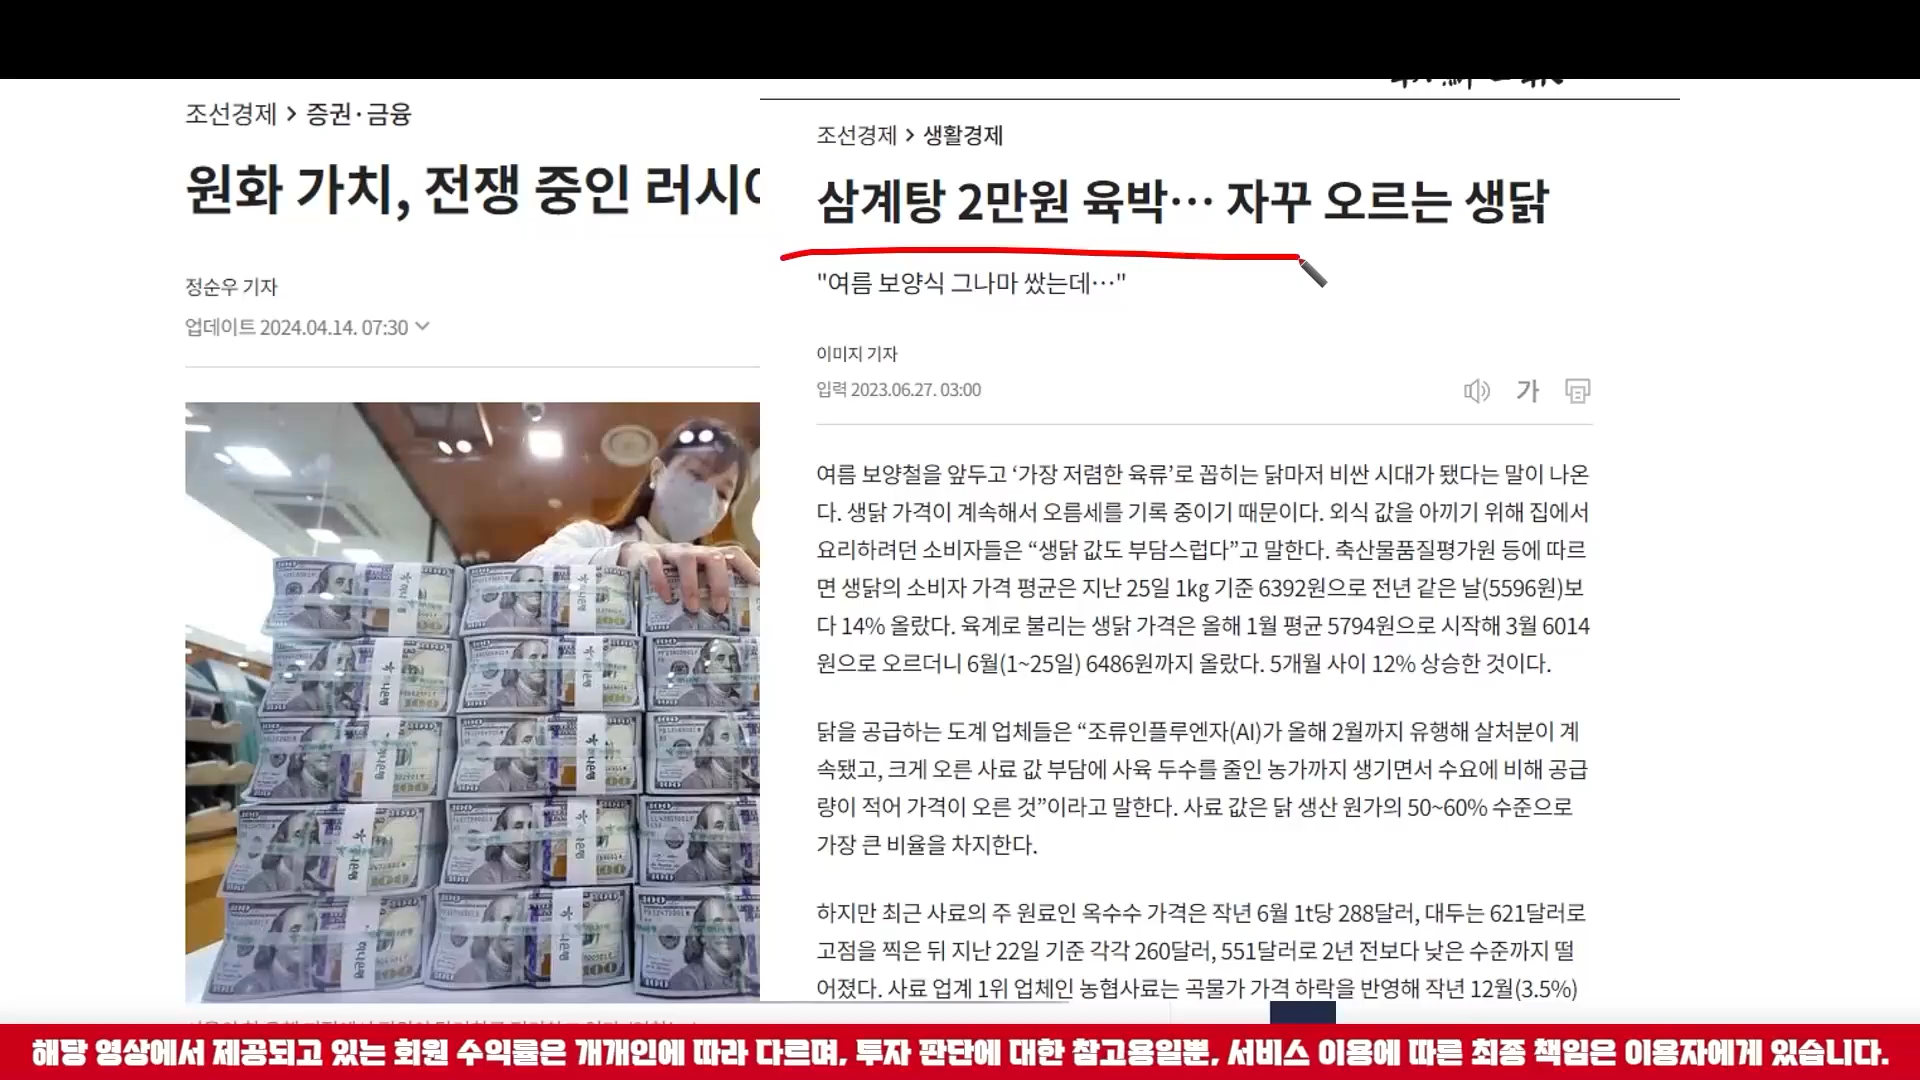 조선경제 > 증권·금융
원화 가치, 전쟁 중인 러시아
정순우 기자
업데이트 2024.04.14. 07:30
조선경제 > 생활경제
삼계탕 2만원 육박… 자꾸 오르는 생닭
"여름 보양식 그나마 쌌는데…"
이미지 기자
입력 2023.06.27. 03:00
가
여름 보양철을 앞두고 ‘가장 저렴한 육류’로 꼽히는 닭마저 비싼 시대가 됐다는 말이 나온
다. 생닭 가격이 계속해서 오름세를 기록 중이기 때문이다. 외식 값을 아끼기 위해 집에서
요리하려던 소비자들은 “생닭 값도 부담스럽다”고 말한다. 축산물품질평가원 등에 따르
면 생닭의 소비자 가격 평균은 지난 25일 1kg 기준 6392원으로 전년 같은 날(5596원)보
다 14% 올랐다. 육계로 불리는 생닭 가격은 올해 1월 평균 5794원으로 시작해 3월 6014
원으로 오르더니 6월(1~25일) 6486원까지 올랐다. 5개월 사이 12% 상승한 것이다.
닭을 공급하는 도계 업체들은 “조류인플루엔자(AI)가 올해 2월까지 유행해 살처분이 계
속됐고, 크게 오른 사료 값 부담에 사육 두수를 줄인 농가까지 생기면서 수요에 비해 공급
량이 적어 가격이 오른 것”이라고 말한다. 사료 값은 닭 생산 원가의 50~60% 수준으로
가장 큰 비율을 차지한다.
하지만 최근 사료의 주 원료인 옥수수 가격은 작년 6월 1t당 288달러, 대두는 621달러로
고점을 찍은 뒤 지난 22일 기준 각각 260달러, 551달러로 2년 전보다 낮은 수준까지 떨
어졌다. 사료 업계 1위 업체인 농협사료는 곡물가 가격 하락을 반영해 작년 12월(3.5%)
해당 영상에서 제공되고 있는 회원 수익률은 개개인에 따라 다르며, 투자 판단에 대한 참고용일뿐, 서비스 이용에 따른 최종 책임은 이용자에게 있습니다.